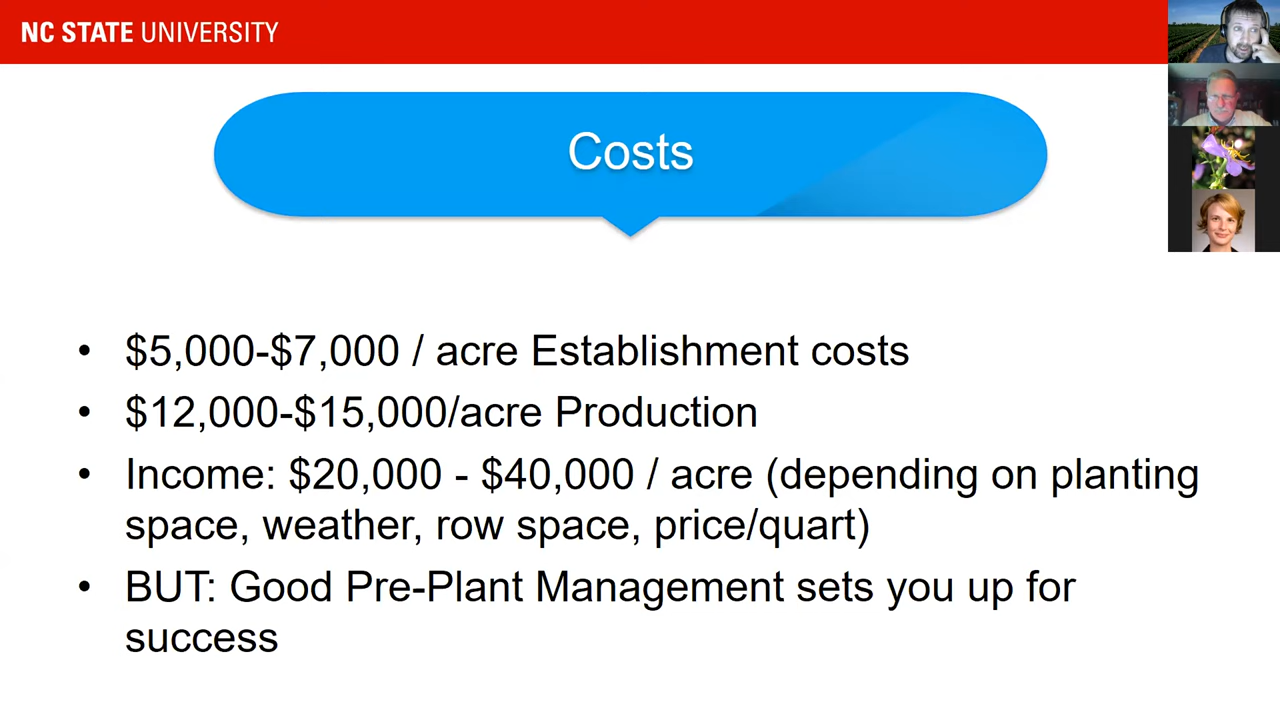 NC STATE UNIVERSITY
Costs
• $5,000-$7,000 / acre Establishment costs
• $12,000-$15,000/acre Production
• Income: $20,000 - $40,000 / acre (depending on planting
space, weather, row space, price/quart)
• BUT: Good Pre-Plant Management sets you up for
success